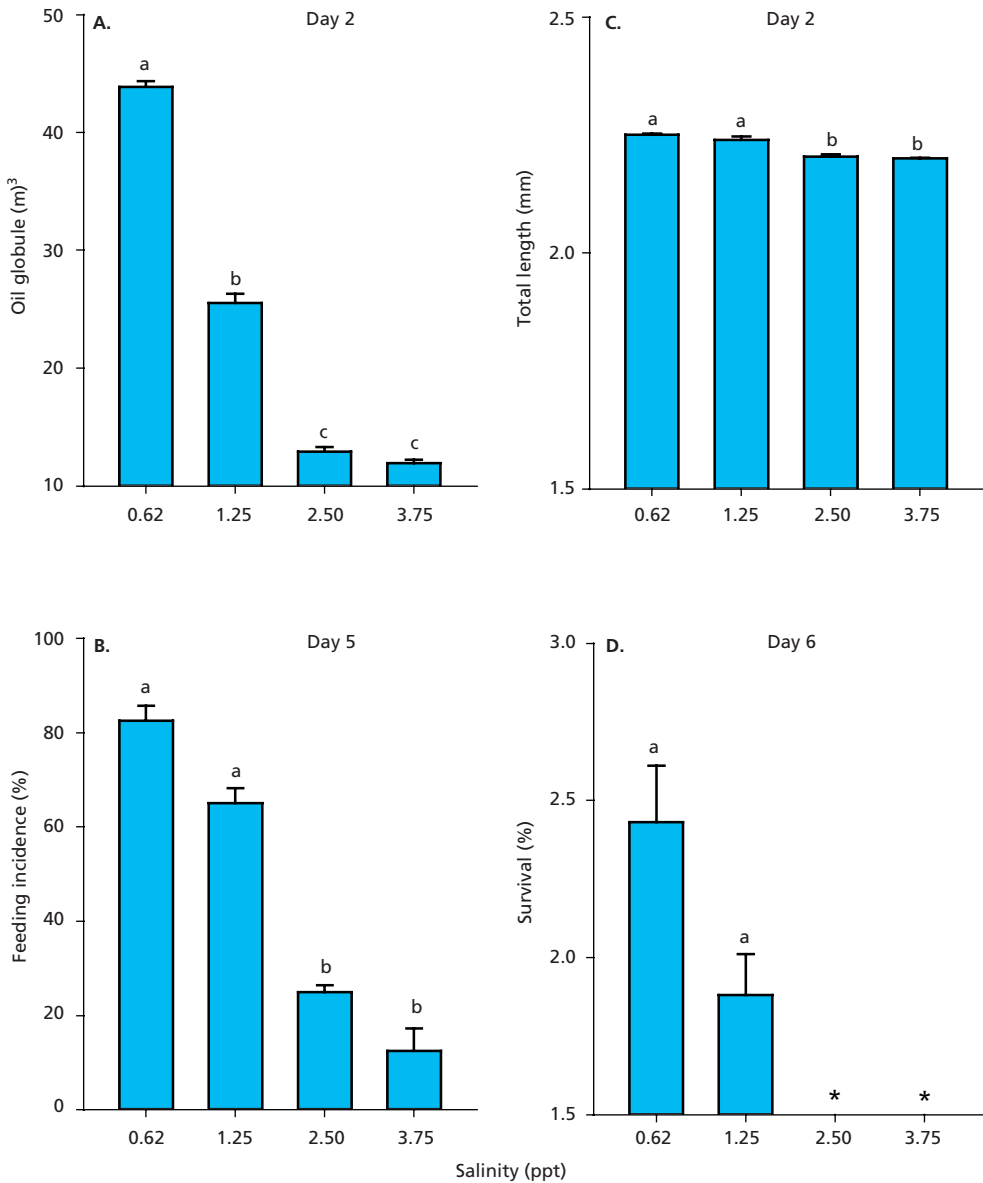 A. Day 2
Oil globule (m)³
50
40
30
20
10
a
b
c
c
0.62 1.25 2.50 3.75
C. Day 2
Total length (mm)
2.5
2.0
1.5
a
a
b
b
0.62 1.25 2.50 3.75
B. Day 5
Feeding incidence (%)
100
80
60
40
20
0
a
a
b
b
0.62 1.25 2.50 3.75
D. Day 6
Survival (%)
3.0
2.5
2.0
1.5
a
a
* *
0.62 1.25 2.50 3.75
Salinity (ppt)